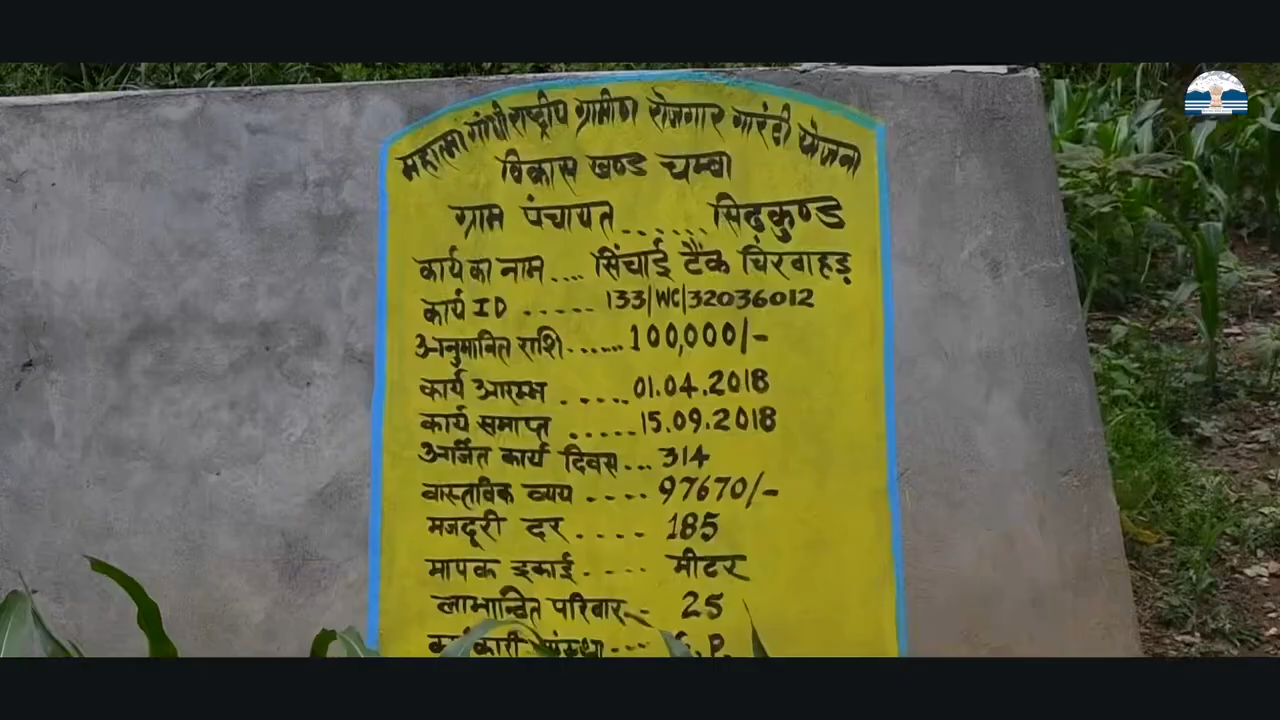 महात्मा गांधी राष्ट्रीय ग्रामीण रोजगार गारंटी योजना
विकास खण्ड चम्बा
ग्राम पंचायत ...... सिढ़कुण्ड
कार्य का नाम .... सिंचाई टैंक चिंरबाहड़
कार्य ID ..... 133/WC/32036012
अनुमानित राशि ...... 100,000/-
कार्य आरम्भ ..... 01.04.2018
कार्य समाप्त ..... 15.09.2018
अर्जित कार्य दिवस ... 314
वास्तविक व्यय .... 97670/-
मजदूरी दर .... 185
मापक इकाई .... मीटर
लाभान्वित परिवार -- 25
कार्यकारी संस्था --- G.P.